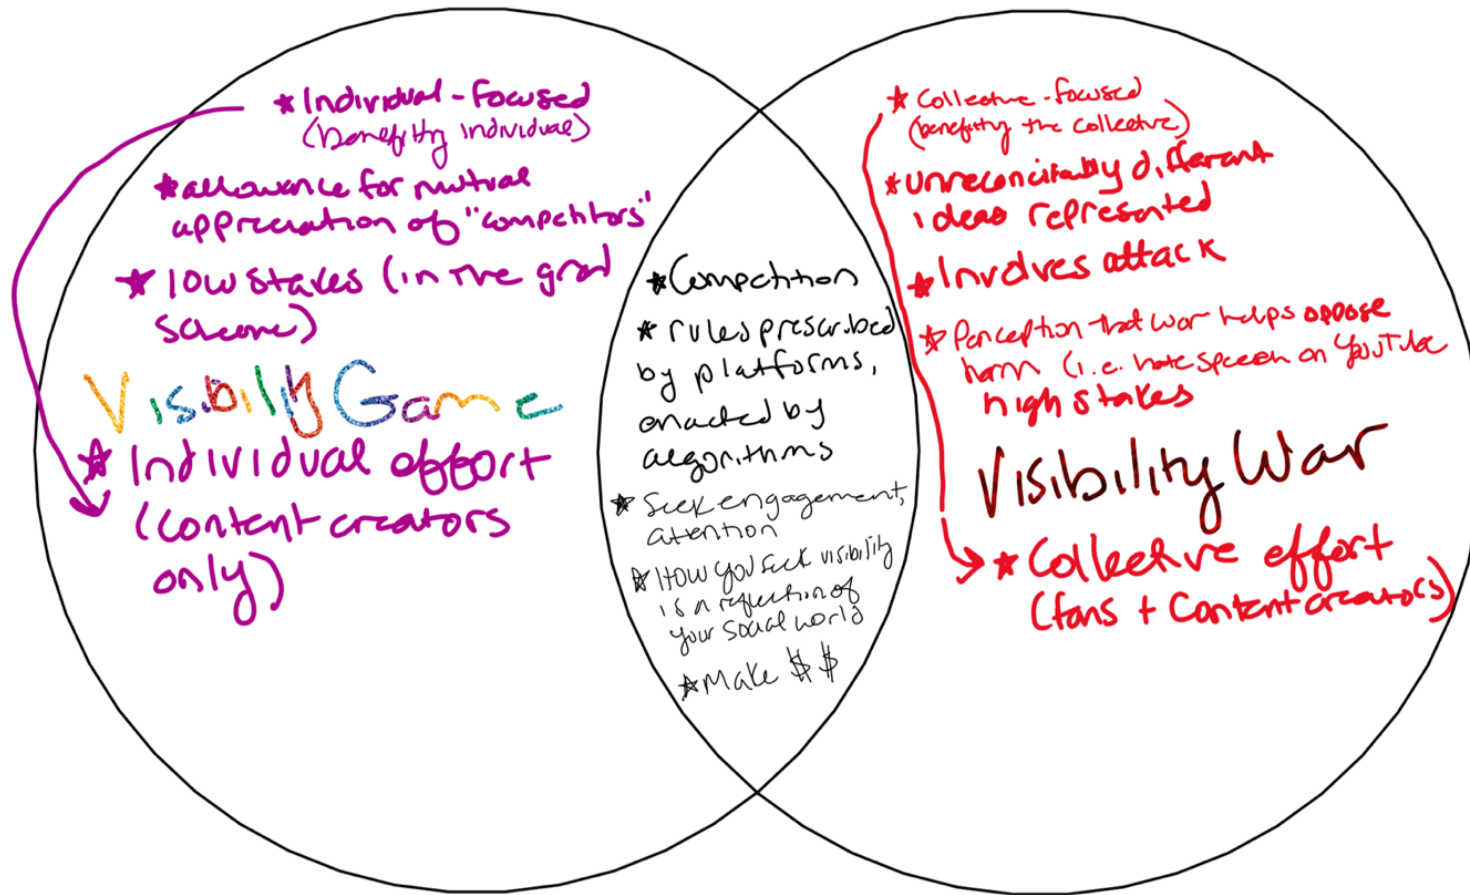 ★ Individual-focused
(benefitting individual)
★ allowance for mutual
appreciation of "competitors"
★ low stakes (in the grand
scheme)
Visibility Game
★ Individual effort
(content creators
only)
★ Competition
★ rules prescribed
by platforms,
enacted by
algorithms
★ Seek engagement,
attention
★ How you seek visibility
is a reflection of
your social world
★ Make $$
★ Collective-focused
(benefitting the collective)
★ unreconcilably different
ideas represented
★ Involves attack
★ Perception that war helps oppose
harm (i.e. hate speech on YouTube
high stakes
Visibility War
★ Collective effort
(fans + content creators)